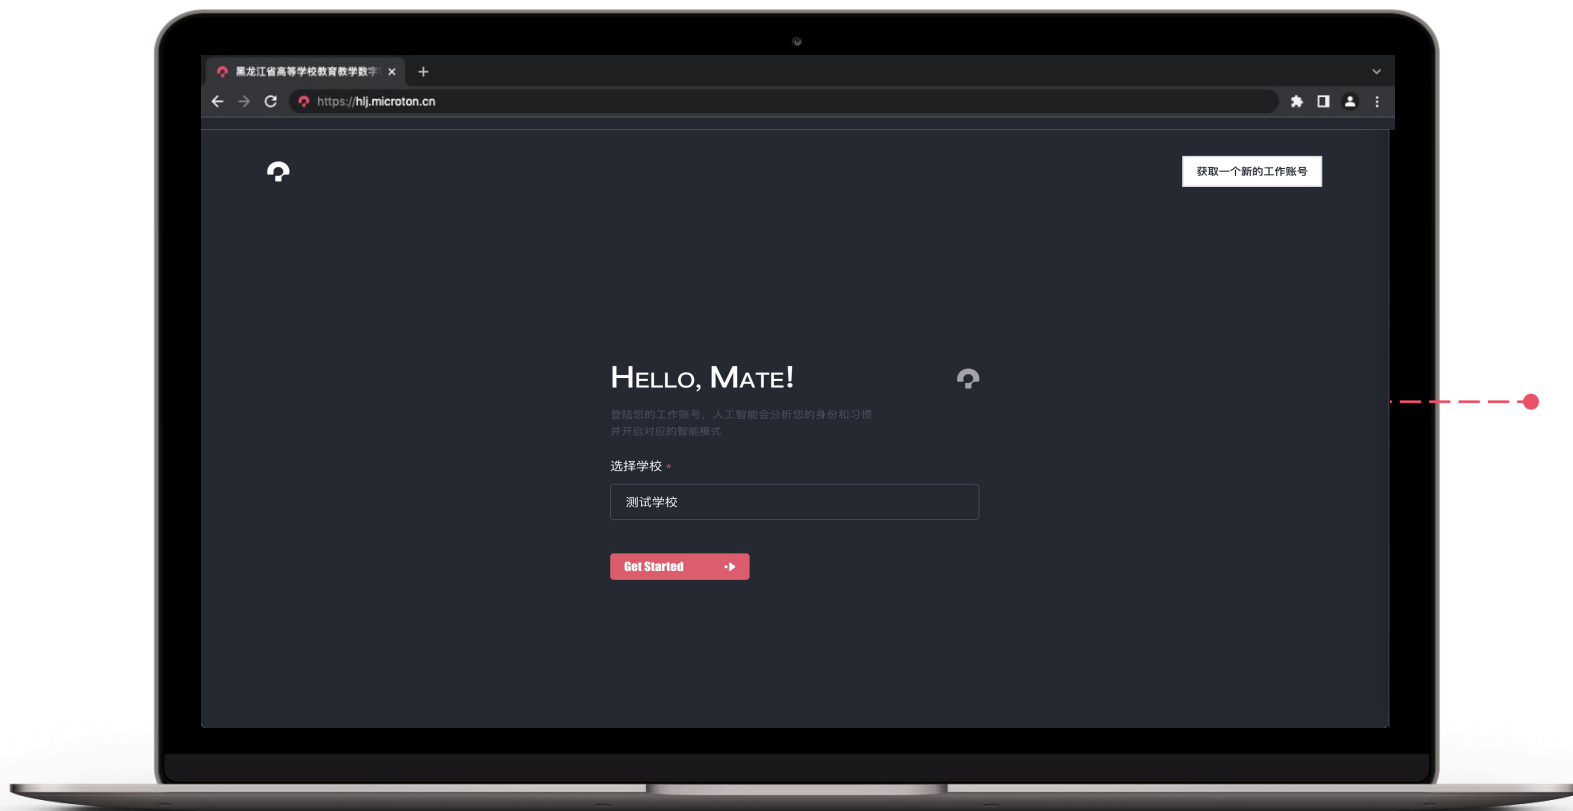 黑龙江省高等学校教育教学数字
https://hlj.microton.cn
获取一个新的工作账号
HELLO, MATE!
登陆您的工作账号，人工智能会分析您的身份和习惯
并开启对应的智能模式
选择学校 *
测试学校
Get Started